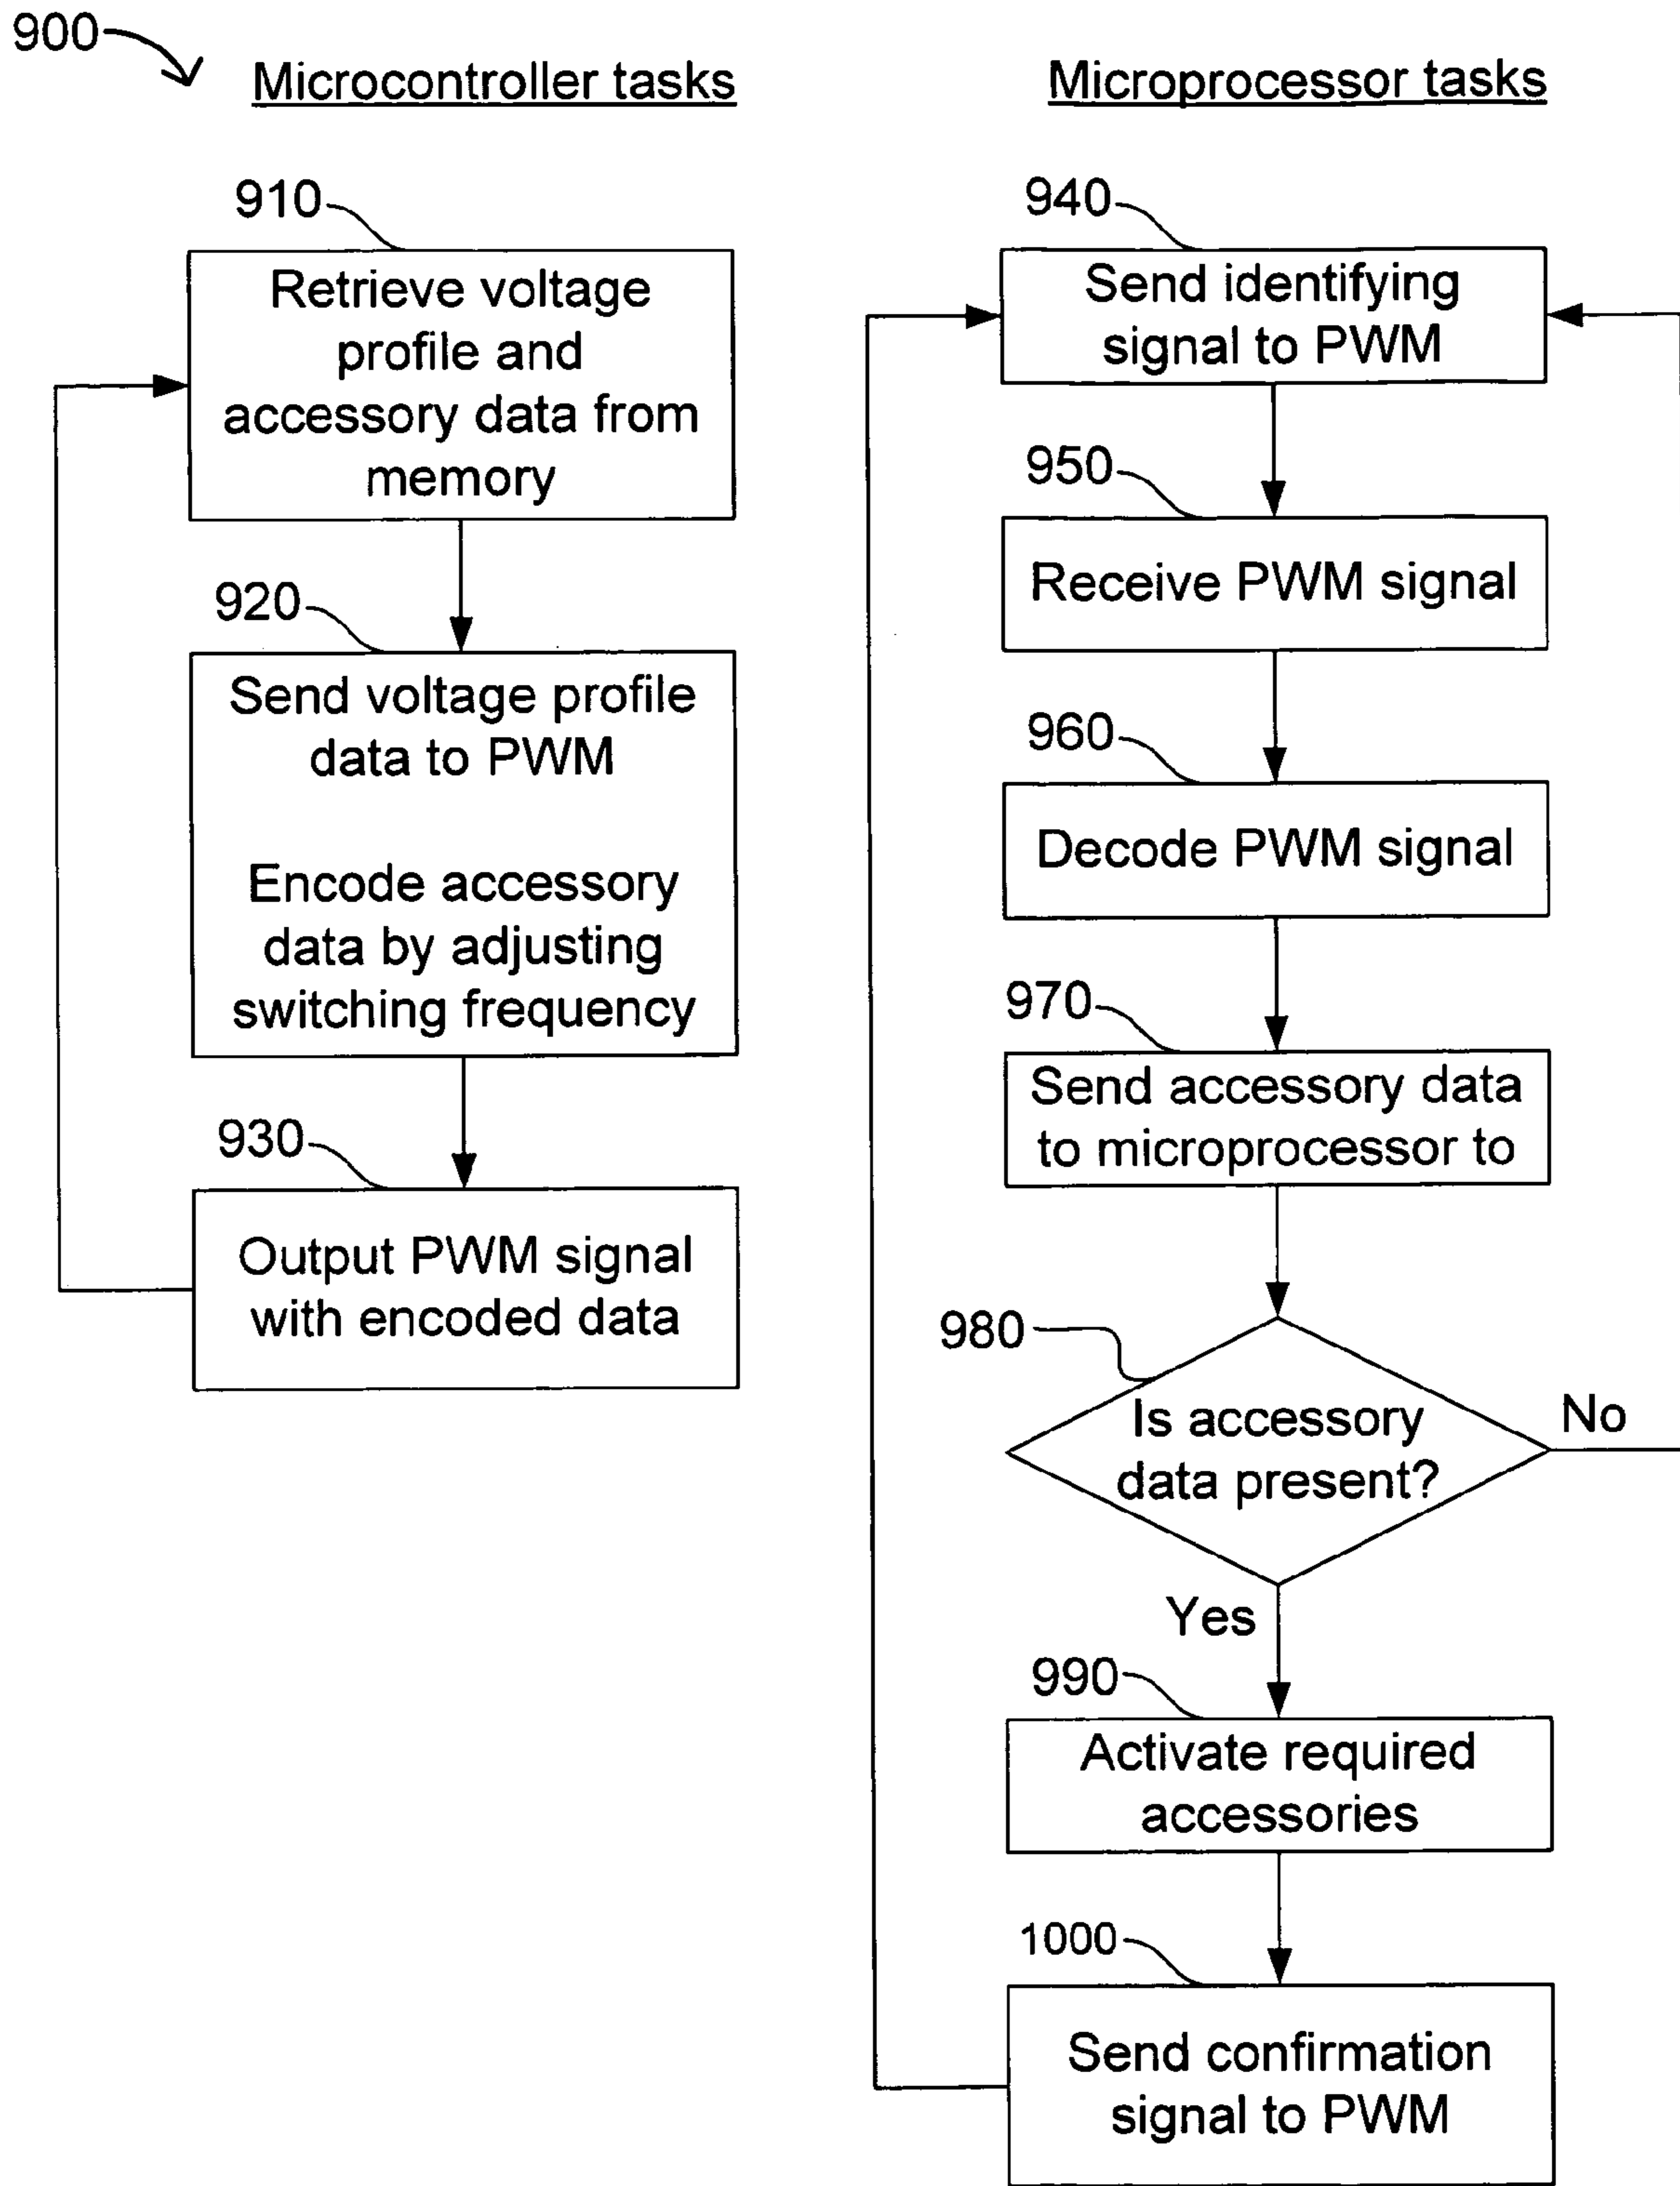 900
Microcontroller tasks
910
Retrieve voltage
profile and
accessory data from
memory
920
Send voltage profile
data to PWM
Encode accessory
data by adjusting
switching frequency
930
Output PWM signal
with encoded data
Microprocessor tasks
940
Send identifying
signal to PWM
950
Receive PWM signal
960
Decode PWM signal
970
Send accessory data
to microprocessor to
980
Is accessory
data present?
No
Yes
990
Activate required
accessories
1000
Send confirmation
signal to PWM